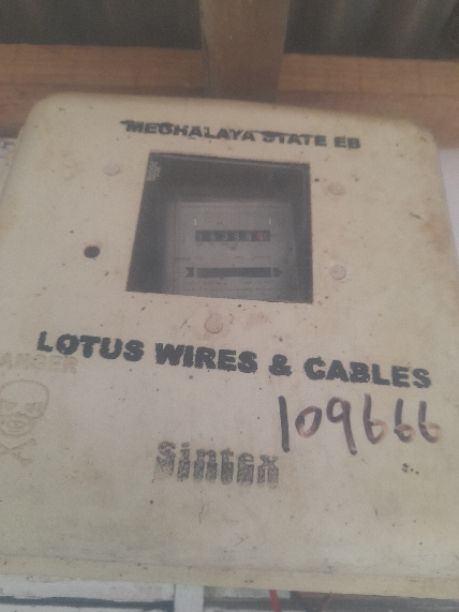 MEGHALAYA STATE EB
LOTUS WIRES & CABLES
DANGER
109666
Sintex